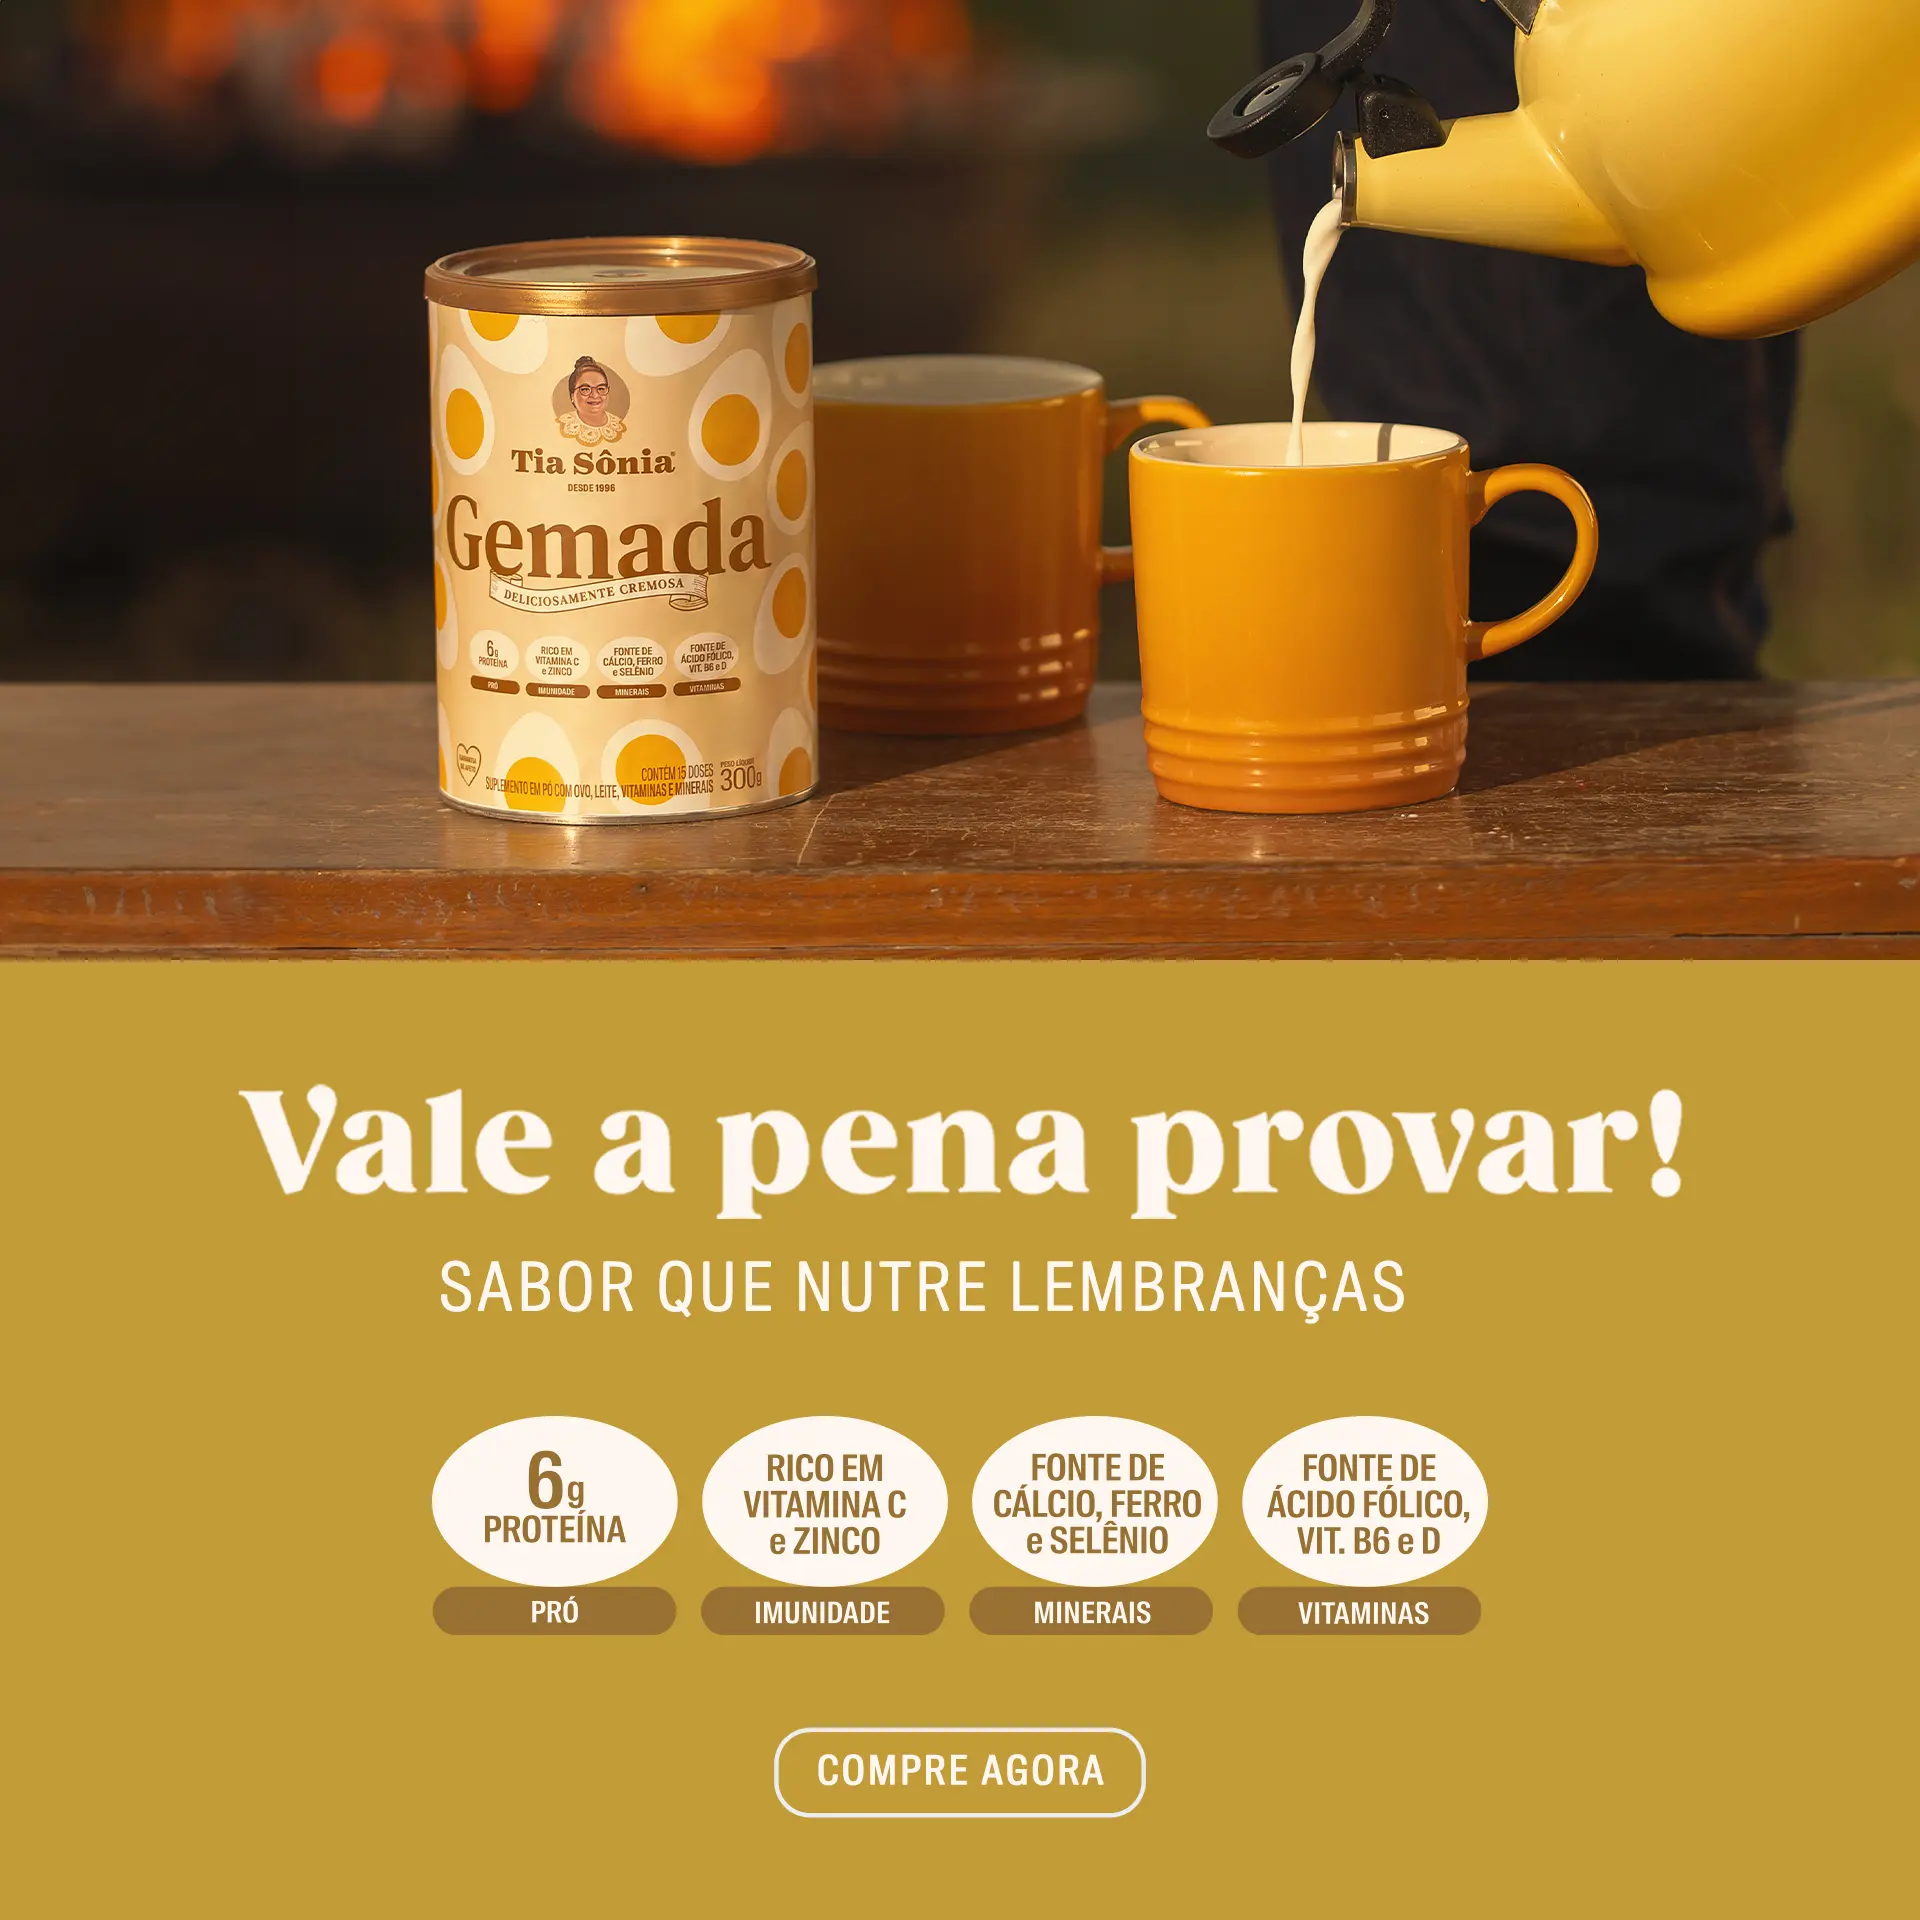 Tia Sônia
DESDE 1996
Gemada
DELICIOSAMENTE CREMOSA
6g
PROTEÍNA
PRÓ
RICO EM
VITAMINA C
e ZINCO
IMUNIDADE
FONTE DE
CÁLCIO, FERRO
e SELÊNIO
MINERAIS
FONTE DE
ÁCIDO FÓLICO,
VIT. B6 e D
VITAMINAS
CONTÉM 15 DOSES
SUPLEMENTO EM PÓ COM OVO, LEITE, VITAMINAS E MINERAIS
PESO LÍQUIDO
300g
Vale a pena provar!
SABOR QUE NUTRE LEMBRANÇAS
6g
PROTEÍNA
PRÓ
RICO EM
VITAMINA C
e ZINCO
IMUNIDADE
FONTE DE
CÁLCIO, FERRO
e SELÊNIO
MINERAIS
FONTE DE
ÁCIDO FÓLICO,
VIT. B6 e D
VITAMINAS
COMPRE AGORA